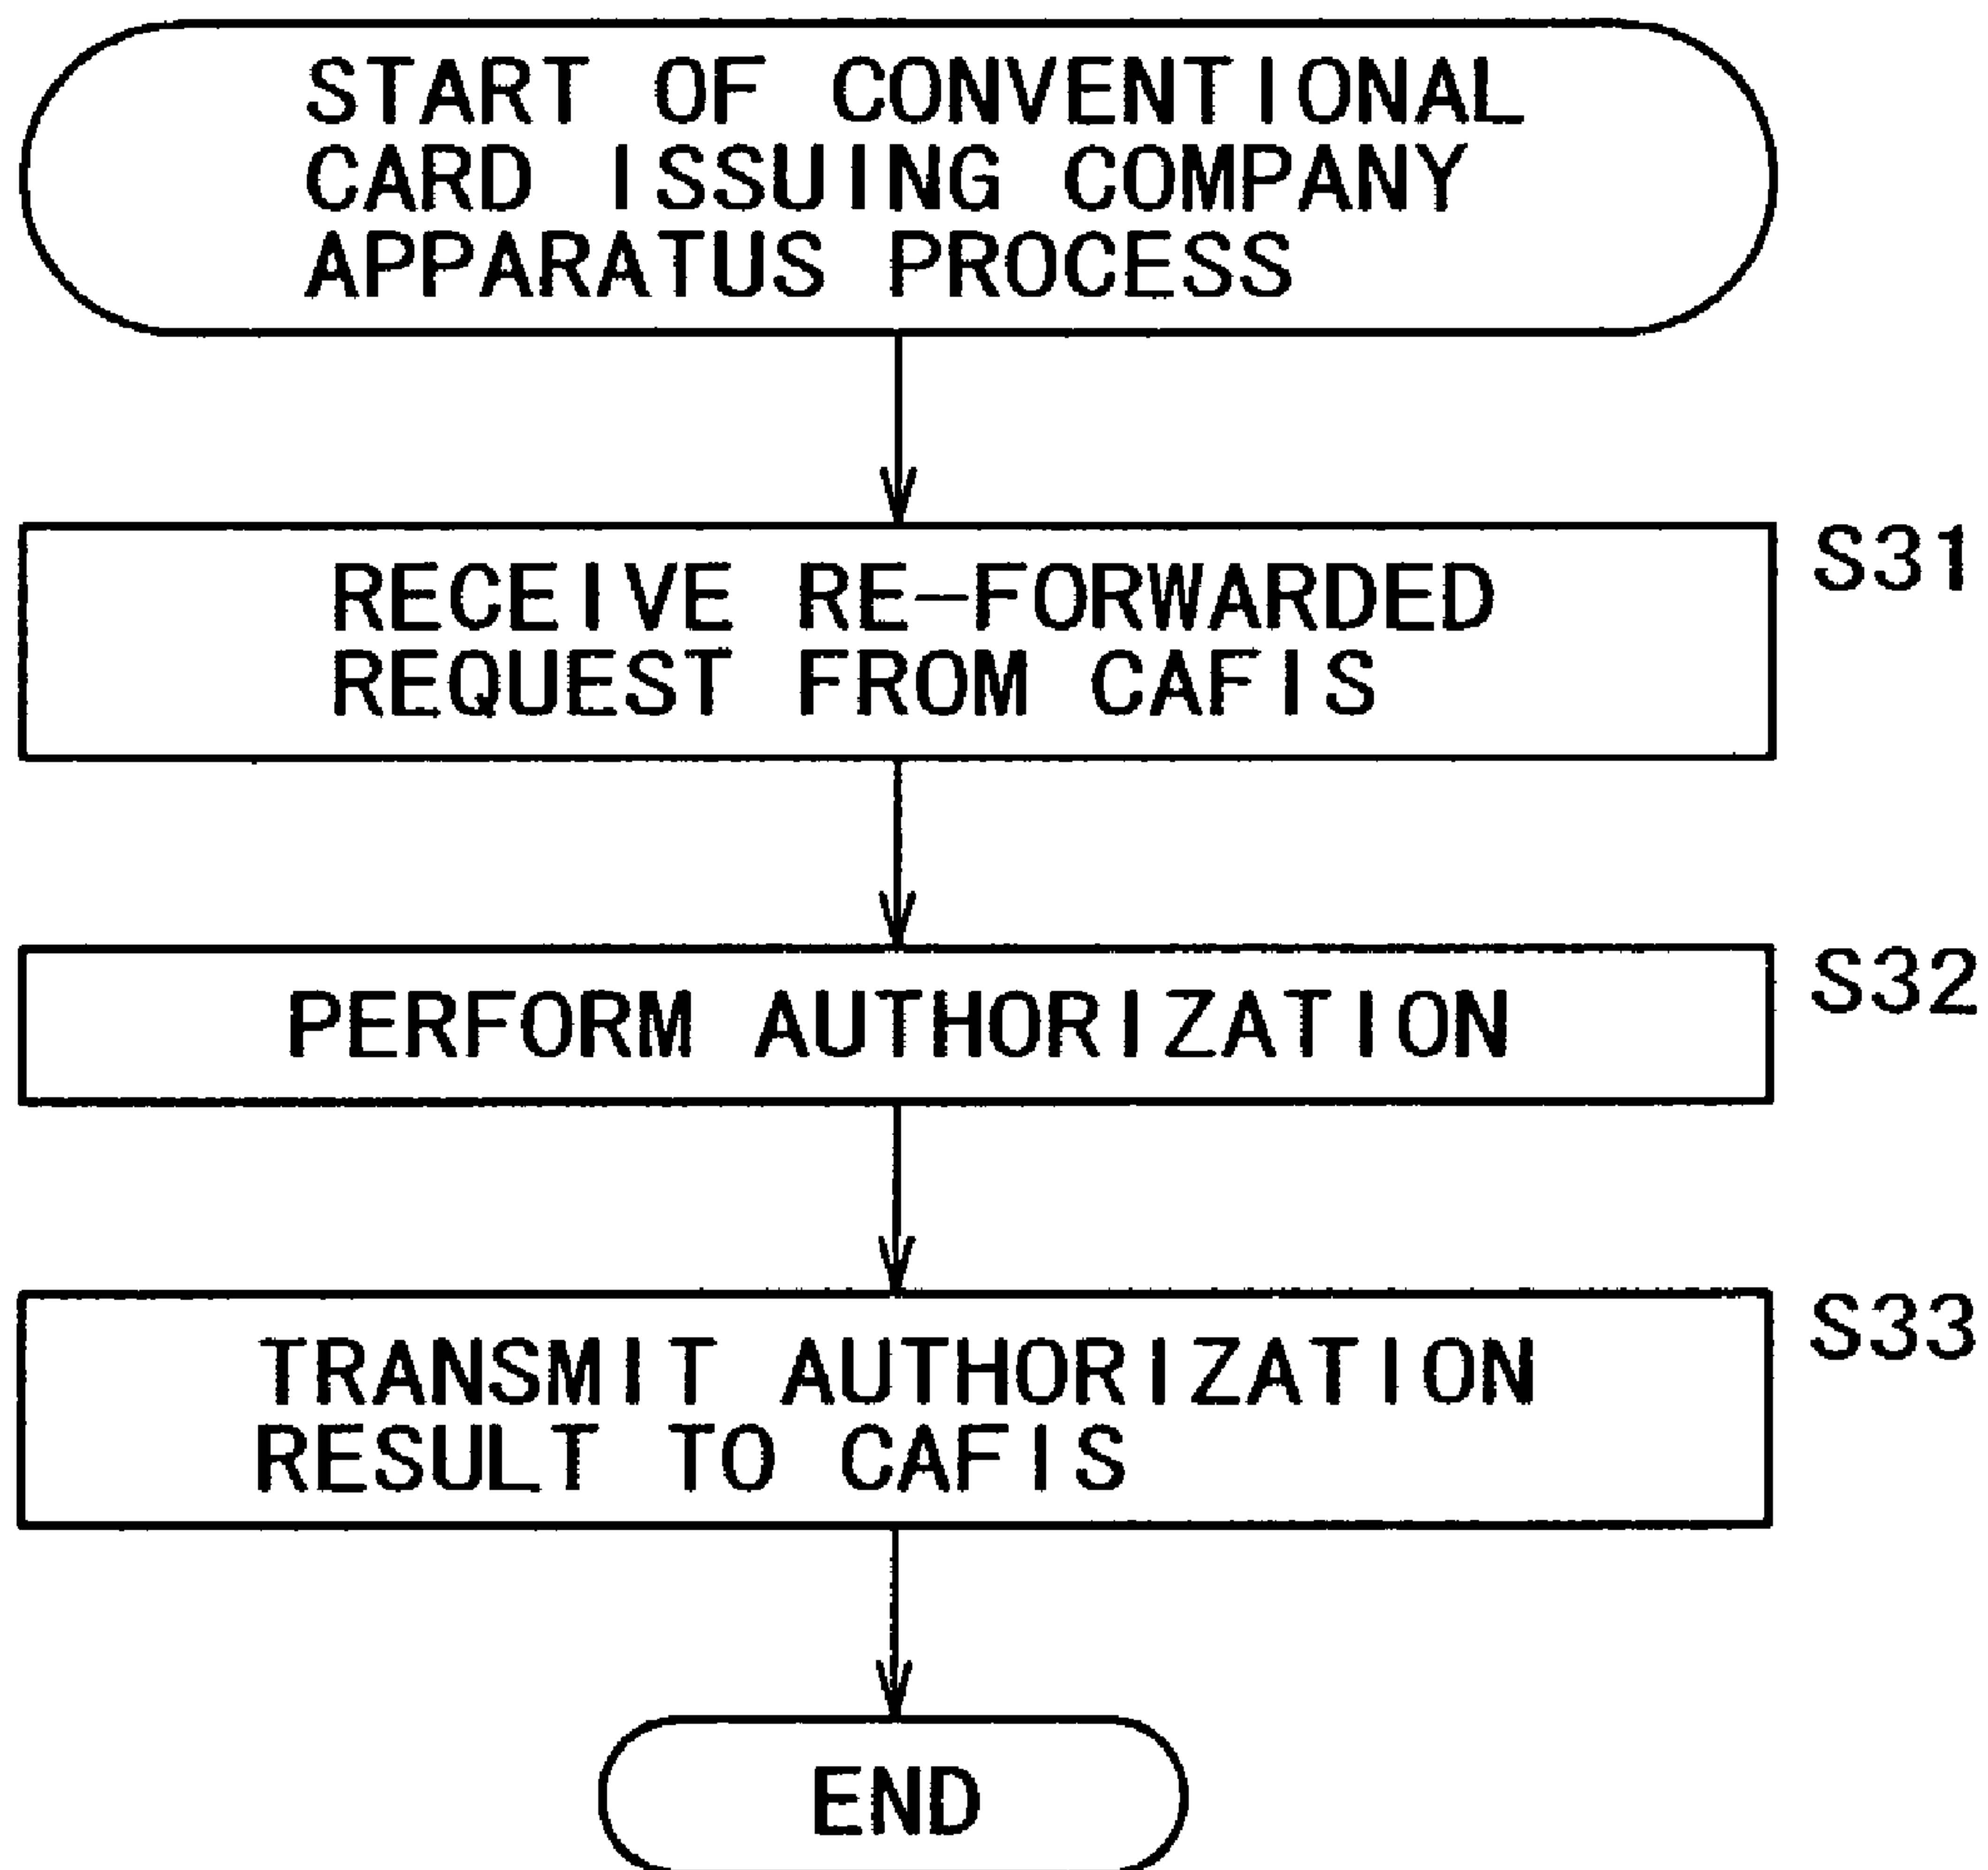 START OF CONVENTIONAL
CARD ISSUING COMPANY
APPARATUS PROCESS
S31
RECEIVE RE-FORWARDED
REQUEST FROM CAFIS
S32
PERFORM AUTHORIZATION
S33
TRANSMIT AUTHORIZATION
RESULT TO CAFIS
END